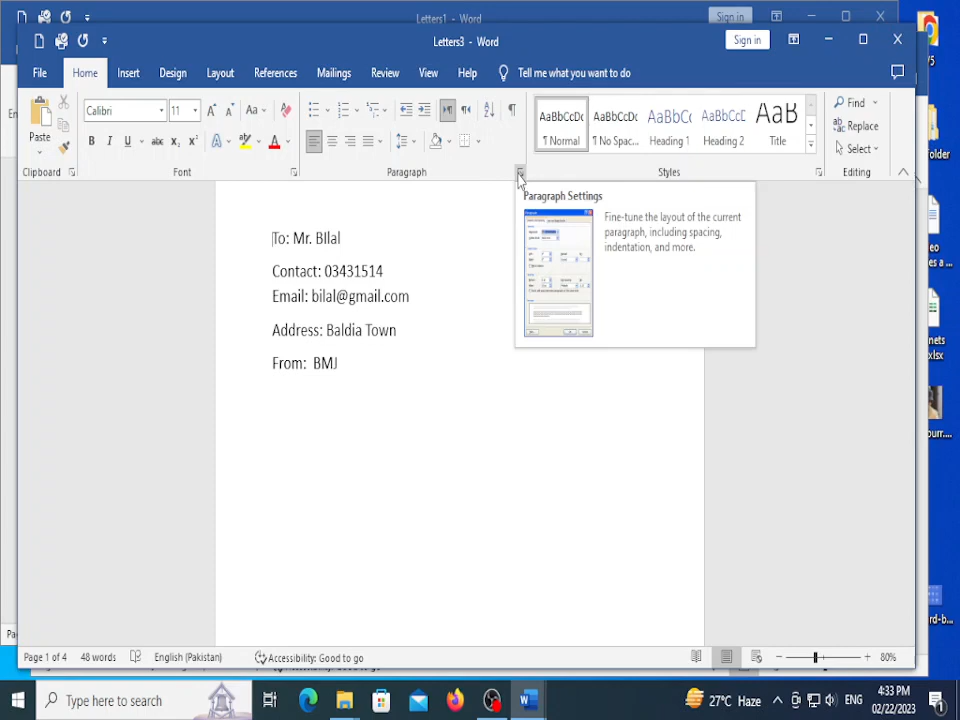 Letters1 - Word
Sign in
Letters3 - Word
Sign in
File
Home
Insert
Design
Layout
References
Mailings
Review
View
Help
Tell me what you want to do
Paste
Calibri
11
Aa
AaBbCcDc
AaBbCcDc
AaBbCc
AaBbCcD
AaB
¶ Normal
¶ No Spac...
Heading 1
Heading 2
Title
Find
Replace
Select
Clipboard
Font
Paragraph
Styles
Editing
Paragraph Settings
Fine-tune the layout of the current
paragraph, including spacing,
indentation, and more.
To: Mr. BIlal
Contact: 03431514
Email: bilal@gmail.com
Address: Baldia Town
From: BMJ
Page 1 of 4
48 words
English (Pakistan)
Accessibility: Good to go
80%
Type here to search
27°C Haze
ENG
4:33 PM
02/22/2023